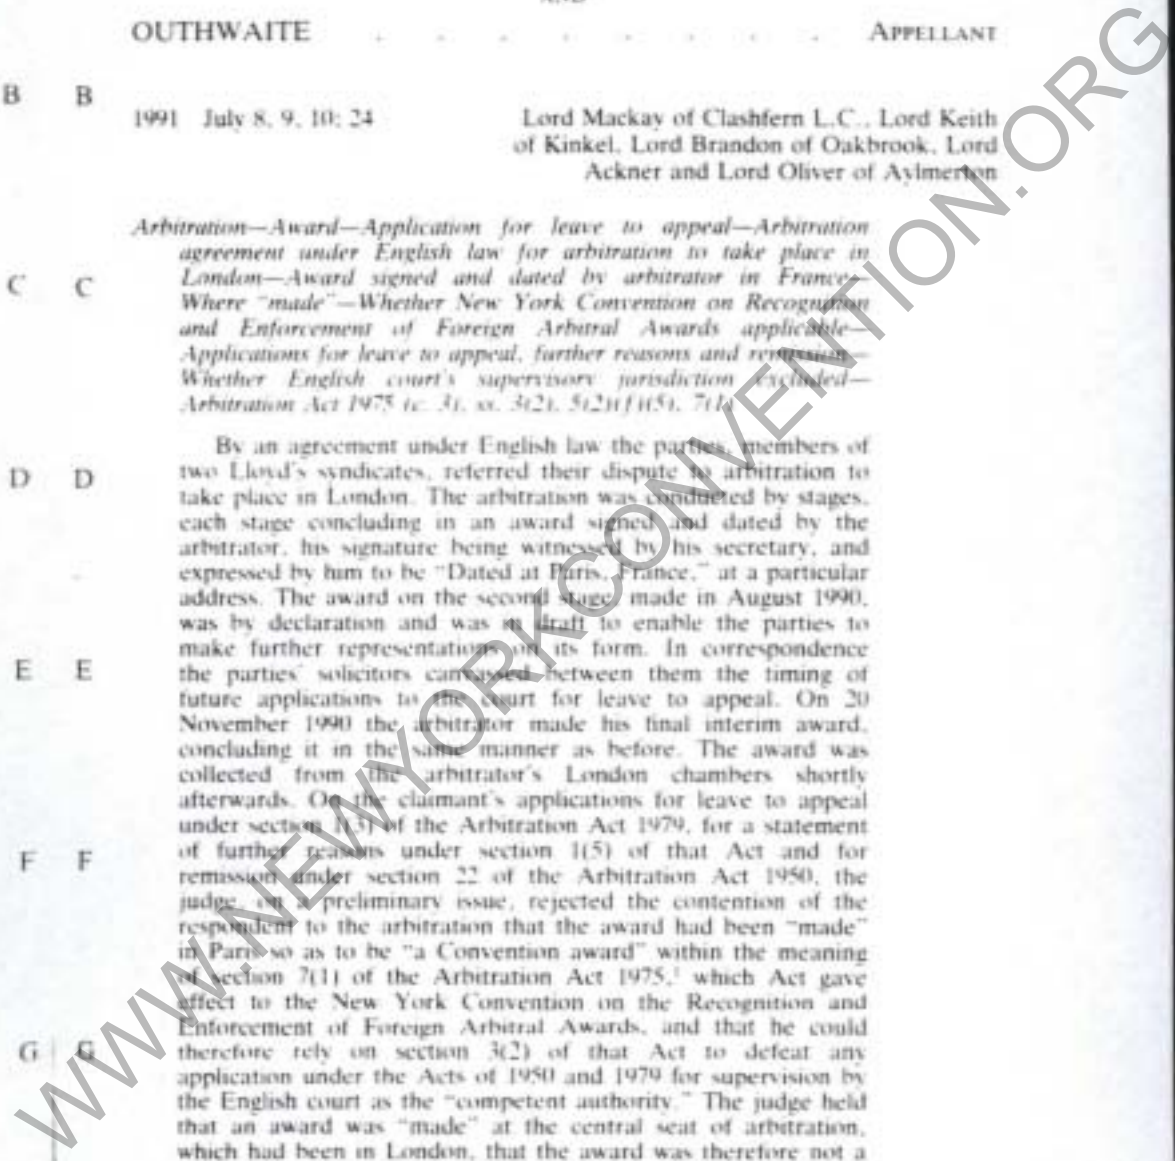 OUTHWAITE . . . . . . . . APPELLANT
B B
1991 July 8, 9, 10; 24
Lord Mackay of Clashfern L.C., Lord Keith
of Kinkel, Lord Brandon of Oakbrook, Lord
Ackner and Lord Oliver of Aylmerton
Arbitration—Award—Application for leave to appeal—Arbitration
agreement under English law for arbitration to take place in
C C
London—Award signed and dated by arbitrator in France—
Where "made"—Whether New York Convention on Recognition
and Enforcement of Foreign Arbitral Awards applicable—
Applications for leave to appeal, further reasons and remission—
Whether English court's supervisory jurisdiction excluded—
Arbitration Act 1975 (c. 3), ss. 3(2), 5(2)(f)(5), 7(1)
By an agreement under English law the parties, members of
D D
two Lloyd's syndicates, referred their dispute to arbitration to
take place in London. The arbitration was conducted by stages,
each stage concluding in an award signed and dated by the
arbitrator, his signature being witnessed by his secretary, and
expressed by him to be "Dated at Paris, France," at a particular
address. The award on the second stage, made in August 1990,
was by declaration and was in draft to enable the parties to
make further representations on its form. In correspondence
E E
the parties' solicitors canvassed between them the timing of
future applications to the court for leave to appeal. On 20
November 1990 the arbitrator made his final interim award,
concluding it in the same manner as before. The award was
collected from the arbitrator's London chambers shortly
afterwards. On the claimant's applications for leave to appeal
under section 1(3) of the Arbitration Act 1979, for a statement
F F
of further reasons under section 1(5) of that Act and for
remission under section 22 of the Arbitration Act 1950, the
judge, on a preliminary issue, rejected the contention of the
respondent to the arbitration that the award had been "made"
in Paris so as to be "a Convention award" within the meaning
of section 7(1) of the Arbitration Act 1975,¹ which Act gave
effect to the New York Convention on the Recognition and
Enforcement of Foreign Arbitral Awards, and that he could
G G
therefore rely on section 3(2) of that Act to defeat any
application under the Acts of 1950 and 1979 for supervision by
the English court as the "competent authority." The judge held
that an award was "made" at the central seat of arbitration,
which had been in London, that the award was therefore not a
WWW.NEWYORKCONVENTION.ORG